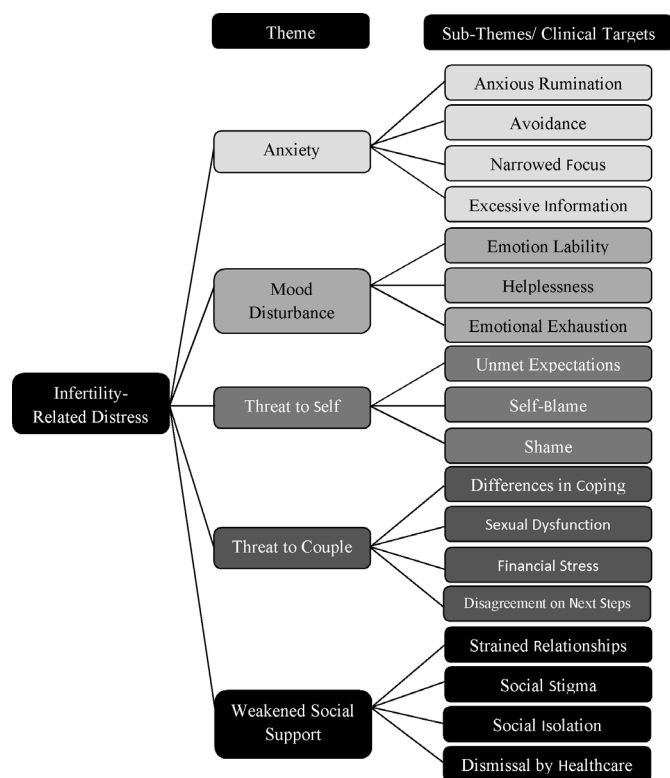 Theme
Sub-Themes/ Clinical Targets
Infertility-
Related Distress
Anxiety
Anxious Rumination
Avoidance
Narrowed Focus
Excessive Information
Mood
Disturbance
Emotion Lability
Helplessness
Emotional Exhaustion
Threat to Self
Unmet Expectations
Self-Blame
Shame
Threat to Couple
Differences in Coping
Sexual Dysfunction
Financial Stress
Disagreement on Next Steps
Weakened Social
Support
Strained Relationships
Social Stigma
Social Isolation
Dismissal by Healthcare